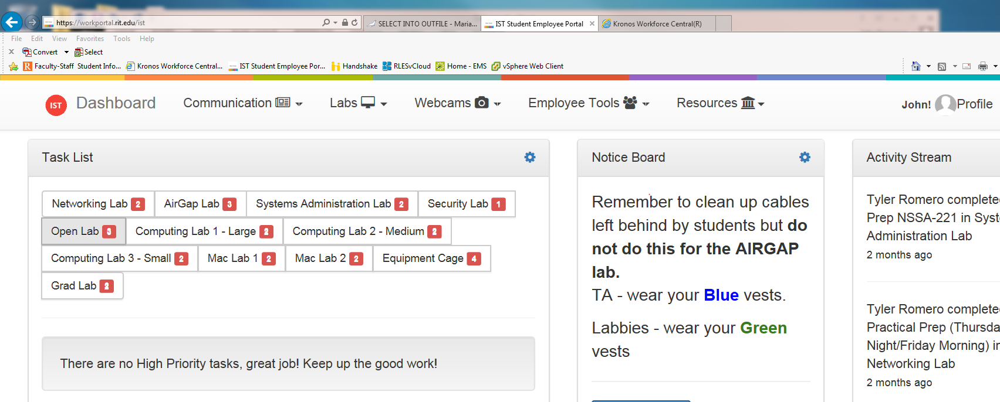 https://workportal.rit.edu/ist
SELECT INTO OUTFILE - Maria...
IST Student Employee Portal
Kronos Workforce Central(R)
File Edit View Favorites Tools Help
Convert Select
Faculty-Staff Student Info... Kronos Workforce Central... IST Student Employee Por... Handshake RLESvCloud Home - EMS vSphere Web Client
IST Dashboard Communication Labs Webcams Employee Tools Resources John! Profile
Task List
Networking Lab 2 AirGap Lab 3 Systems Administration Lab 2 Security Lab 1
Open Lab 3 Computing Lab 1 - Large 2 Computing Lab 2 - Medium 2
Computing Lab 3 - Small 2 Mac Lab 1 2 Mac Lab 2 2 Equipment Cage 4
Grad Lab 2
There are no High Priority tasks, great job! Keep up the good work!
Notice Board
Remember to clean up cables
left behind by students but do
not do this for the AIRGAP
lab.
TA - wear your Blue vests.
Labbies - wear your Green
vests
Activity Stream
Tyler Romero complete
Prep NSSA-221 in Syst
Administration Lab
2 months ago
Tyler Romero complete
Practical Prep (Thursda
Night/Friday Morning) in
Networking Lab
2 months ago